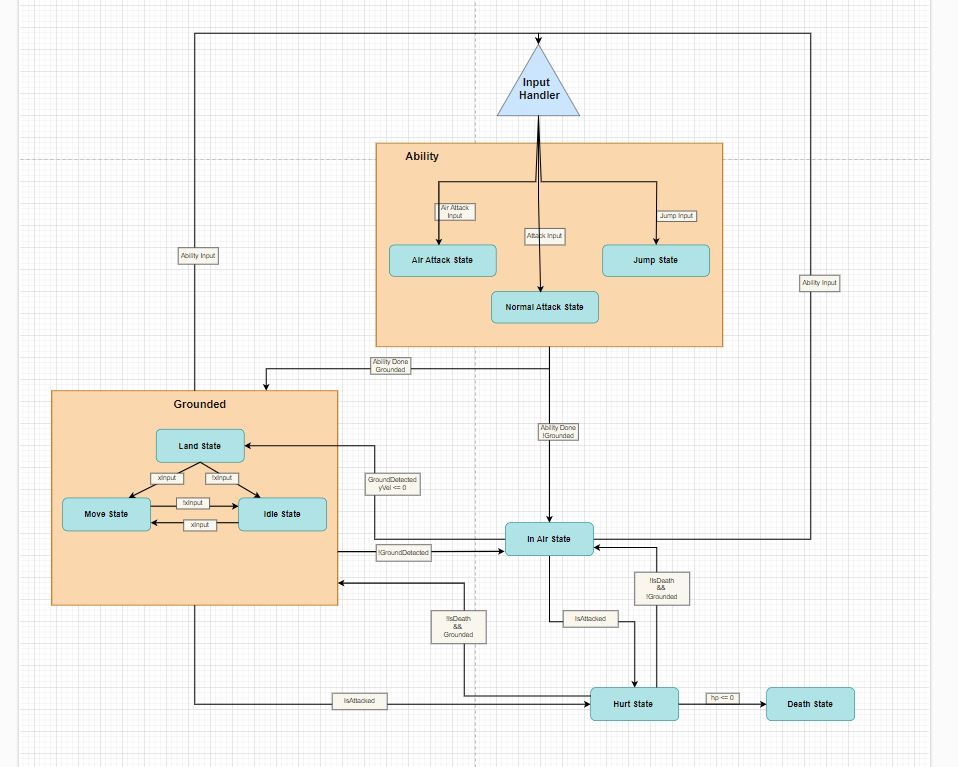 Input
Handler
Ability
Air Attack
Input
Jump Input
Attack Input
Ability Input
Air Attack State
Jump State
Ability Input
Normal Attack State
Ability Done
Grounded
Grounded
Ability Done
!Grounded
Land State
xInput
!xInput
GroundDetected
yVel <= 0
Move State
!xInput
Idle State
xInput
In Air State
!GroundDetected
!IsDeath
&&
!Grounded
!IsDeath
&&
Grounded
IsAttacked
IsAttacked
Hurt State
hp <= 0
Death State